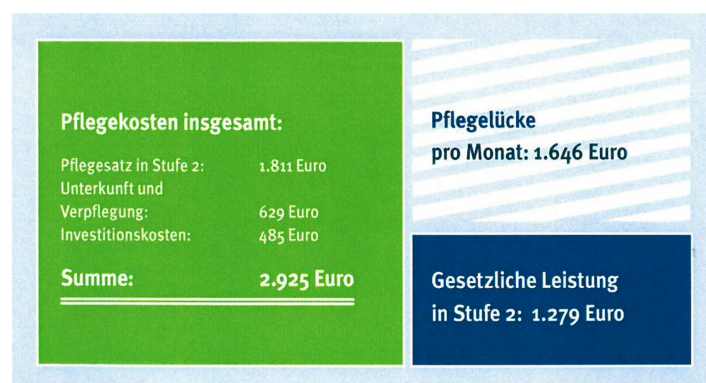 Pflegekosten insgesamt:
Pflegesatz in Stufe 2: 1.811 Euro
Unterkunft und
Verpflegung: 629 Euro
Investitionskosten: 485 Euro
Summe: 2.925 Euro
Pflegelücke
pro Monat: 1.646 Euro
Gesetzliche Leistung
in Stufe 2: 1.279 Euro